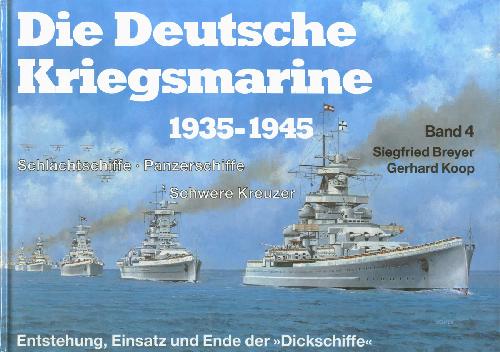 Die Deutsche
Kriegsmarine
1935-1945
Band 4
Siegfried Breyer
Gerhard Koop
Schlachtschiffe · Panzerschiffe
Schwere Kreuzer
Entstehung, Einsatz und Ende der »Dickschiffe«